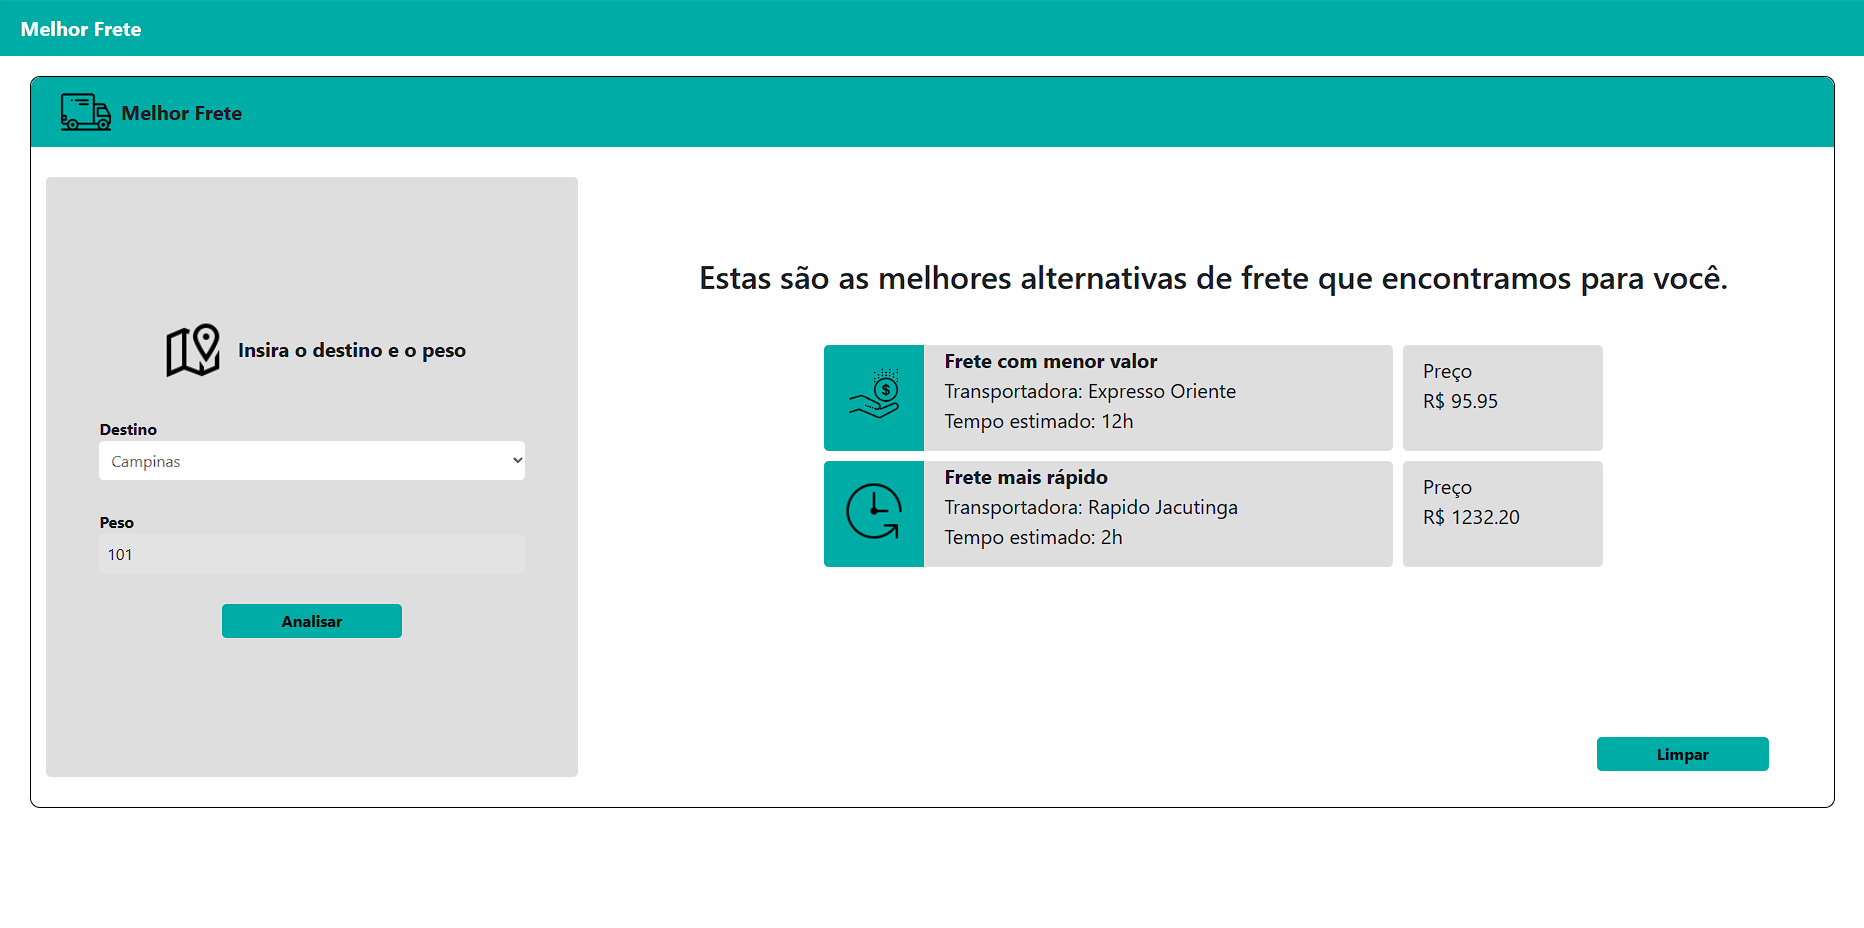 Melhor Frete
Melhor Frete
Insira o destino e o peso
Destino
Campinas
Peso
101
Analisar
Estas são as melhores alternativas de frete que encontramos para você.
$
Frete com menor valor
Transportadora: Expresso Oriente
Tempo estimado: 12h
Preço
R$ 95.95
Frete mais rápido
Transportadora: Rapido Jacutinga
Tempo estimado: 2h
Preço
R$ 1232.20
Limpar